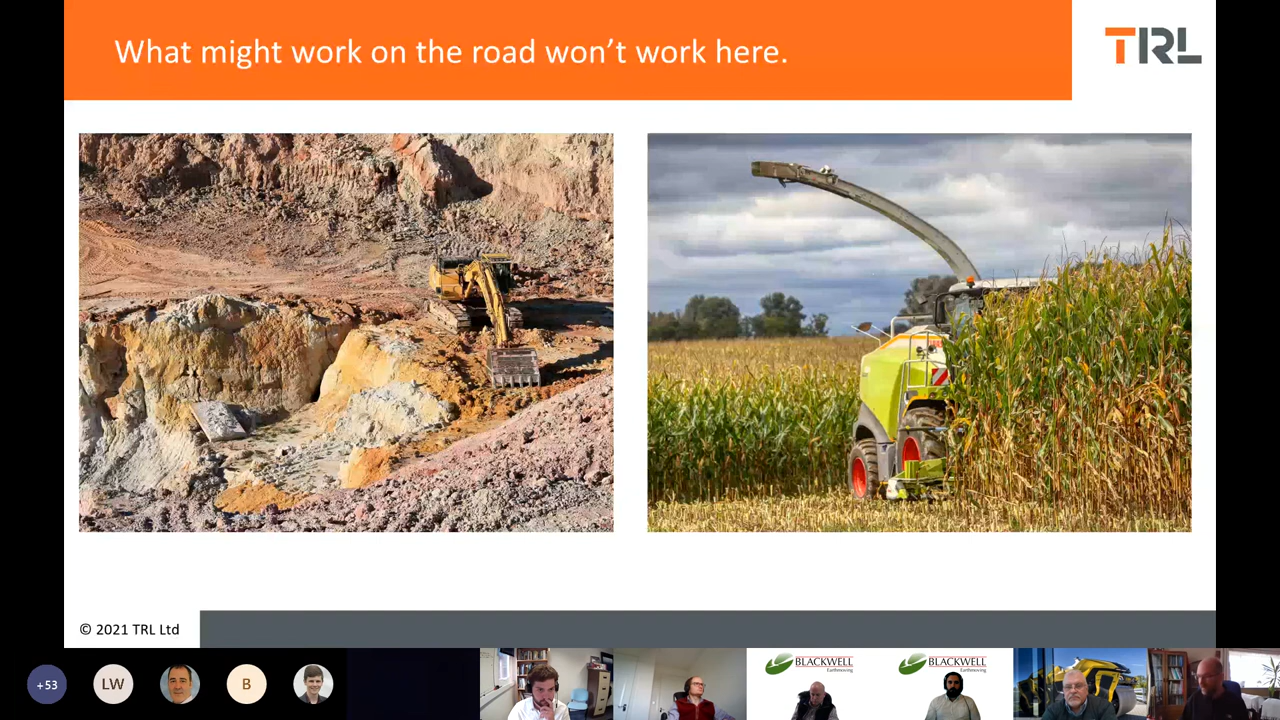 What might work on the road won't work here.
TRL
© 2021 TRL Ltd
+53
LW
B
BLACKWELL
Earthmoving
BLACKWELL
Earthmoving